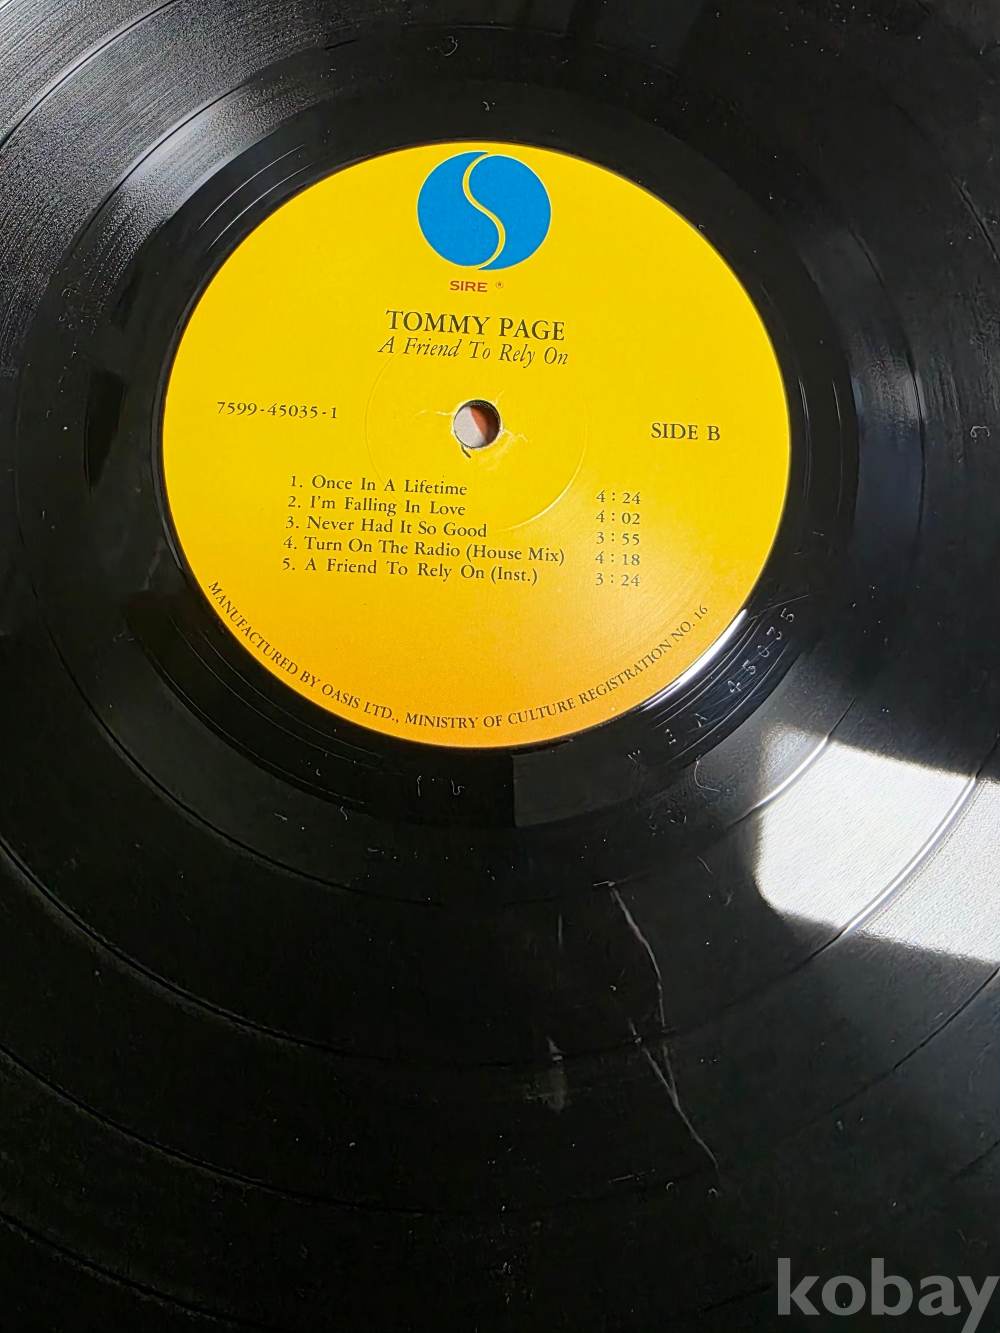 SIRE ®
TOMMY PAGE
A Friend To Rely On
7599-45035-1
SIDE B
1. Once In A Lifetime 4:24
2. I'm Falling In Love 4:02
3. Never Had It So Good 3:55
4. Turn On The Radio (House Mix) 4:18
5. A Friend To Rely On (Inst.) 3:24
MANUFACTURED BY OASIS LTD., MINISTRY OF CULTURE REGISTRATION NO. 16
kobay